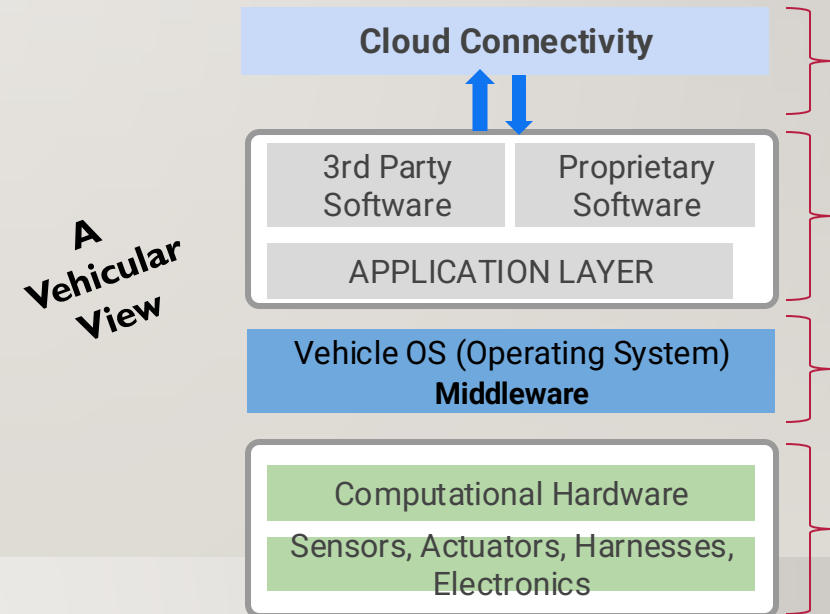 Cloud Connectivity
3rd Party
Software
Proprietary
Software
APPLICATION LAYER
A
Vehicular
View
Vehicle OS (Operating System)
Middleware
Computational Hardware
Sensors, Actuators, Harnesses,
Electronics